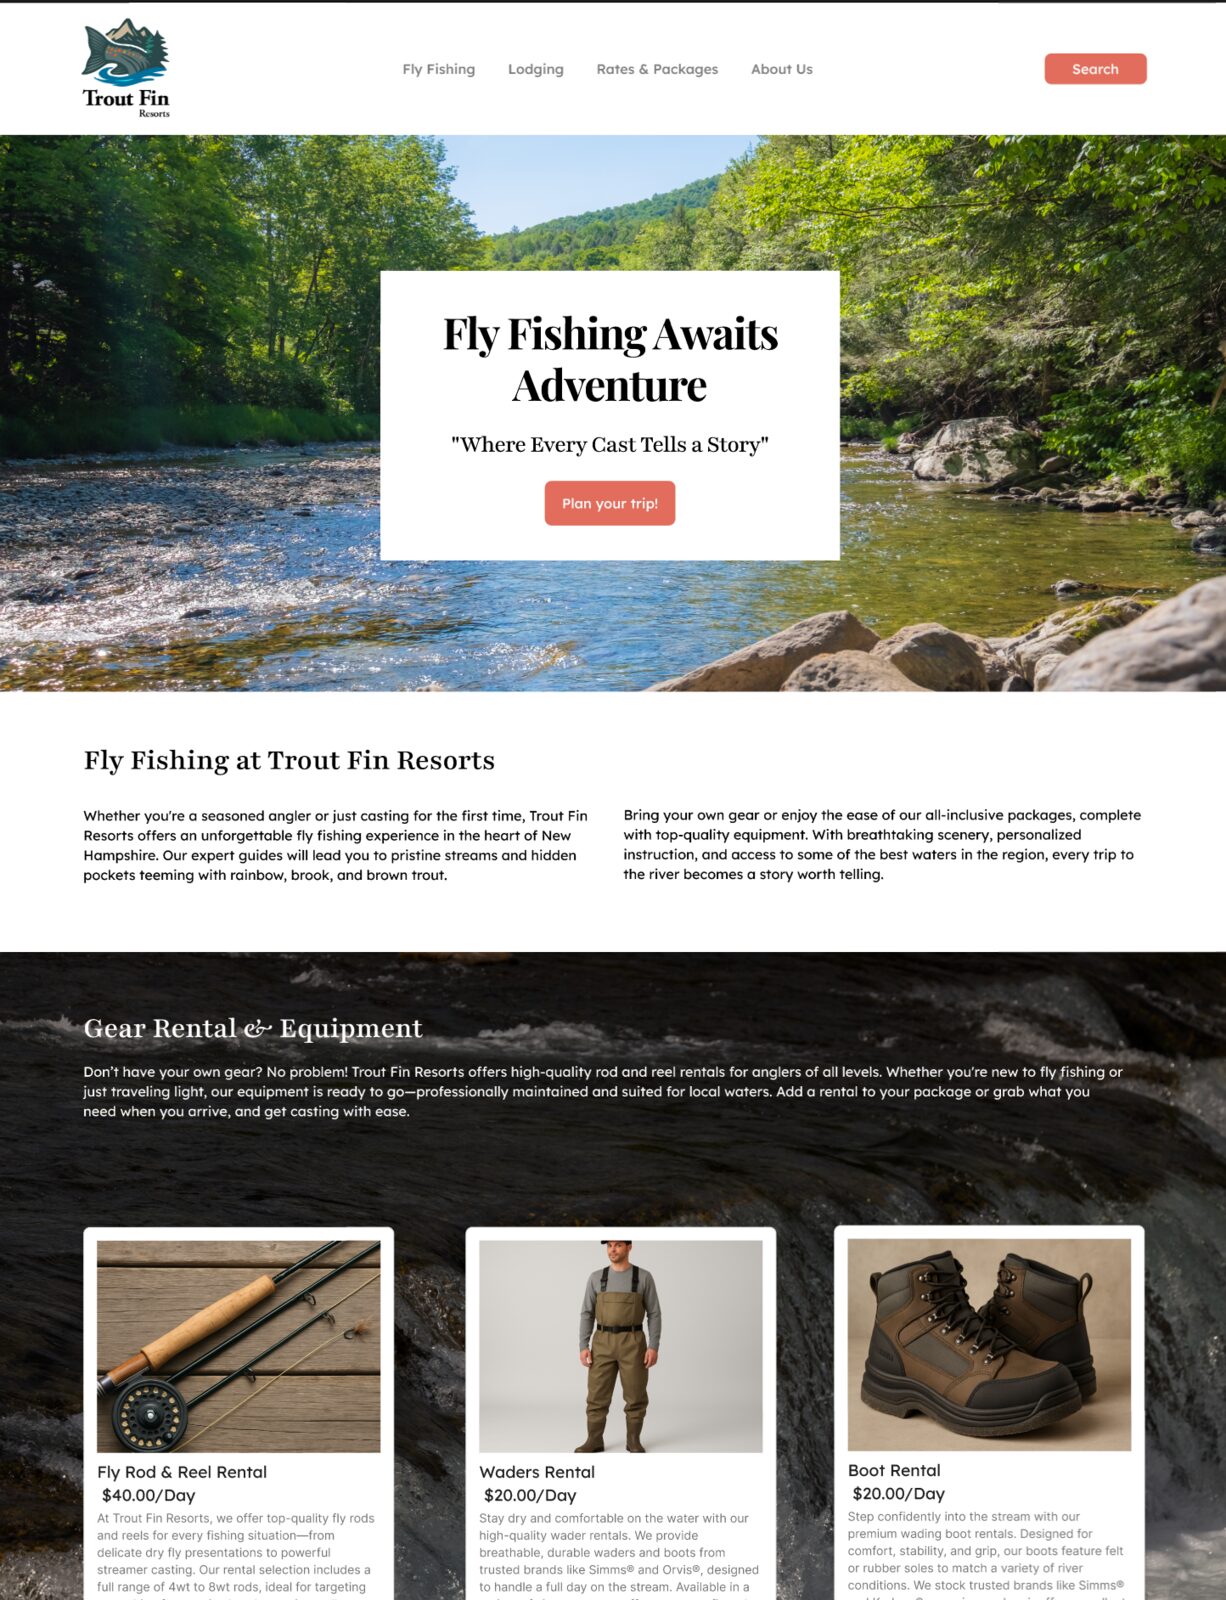 Trout Fin
Resorts
Fly Fishing
Lodging
Rates & Packages
About Us
Search
Fly Fishing Awaits
Adventure
"Where Every Cast Tells a Story"
Plan your trip!
Fly Fishing at Trout Fin Resorts
Whether you're a seasoned angler or just casting for the first time, Trout Fin
Resorts offers an unforgettable fly fishing experience in the heart of New
Hampshire. Our expert guides will lead you to pristine streams and hidden
pockets teeming with rainbow, brook, and brown trout.
Bring your own gear or enjoy the ease of our all-inclusive packages, complete
with top-quality equipment. With breathtaking scenery, personalized
instruction, and access to some of the best waters in the region, every trip to
the river becomes a story worth telling.
Gear Rental & Equipment
Don't have your own gear? No problem! Trout Fin Resorts offers high-quality rod and reel rentals for anglers of all levels. Whether you're new to fly fishing or
just traveling light, our equipment is ready to go—professionally maintained and suited for local waters. Add a rental to your package or grab what you
need when you arrive, and get casting with ease.
Fly Rod & Reel Rental
$40.00/Day
At Trout Fin Resorts, we offer top-quality fly rods
and reels for every fishing situation—from
delicate dry fly presentations to powerful
streamer casting. Our rental selection includes a
full range of 4wt to 8wt rods, ideal for targeting
Waders Rental
$20.00/Day
Stay dry and comfortable on the water with our
high-quality wader rentals. We provide
breathable, durable waders and boots from
trusted brands like Simms® and Orvis®, designed
to handle a full day on the stream. Available in a
Boot Rental
$20.00/Day
Step confidently into the stream with our
premium wading boot rentals. Designed for
comfort, stability, and grip, our boots feature felt
or rubber soles to match a variety of river
conditions. We stock trusted brands like Simms®